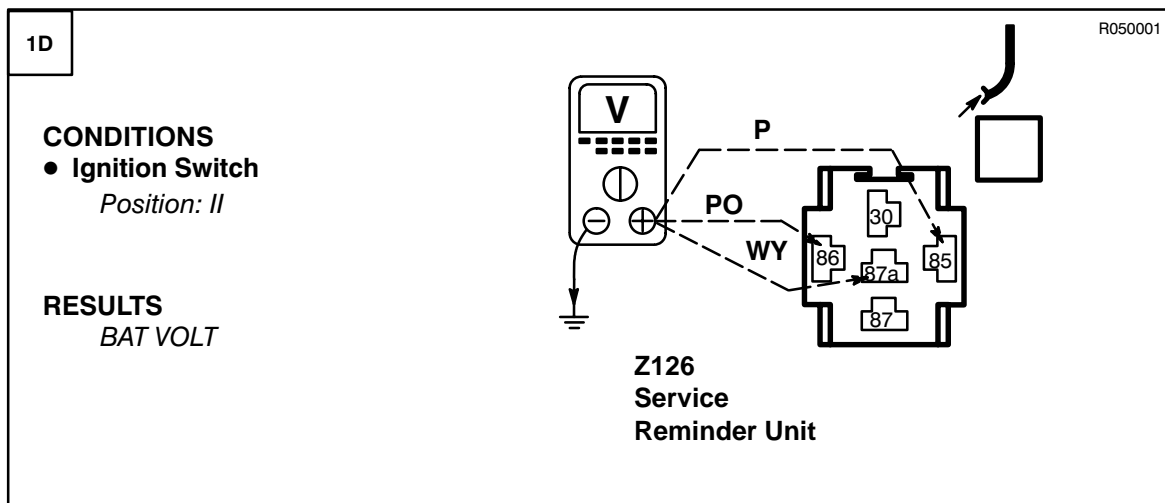 1D
R050001
CONDITIONS
● Ignition Switch
Position: II
RESULTS
BAT VOLT
V
P
PO
WY
30
86
87a
85
87
Z126
Service
Reminder Unit